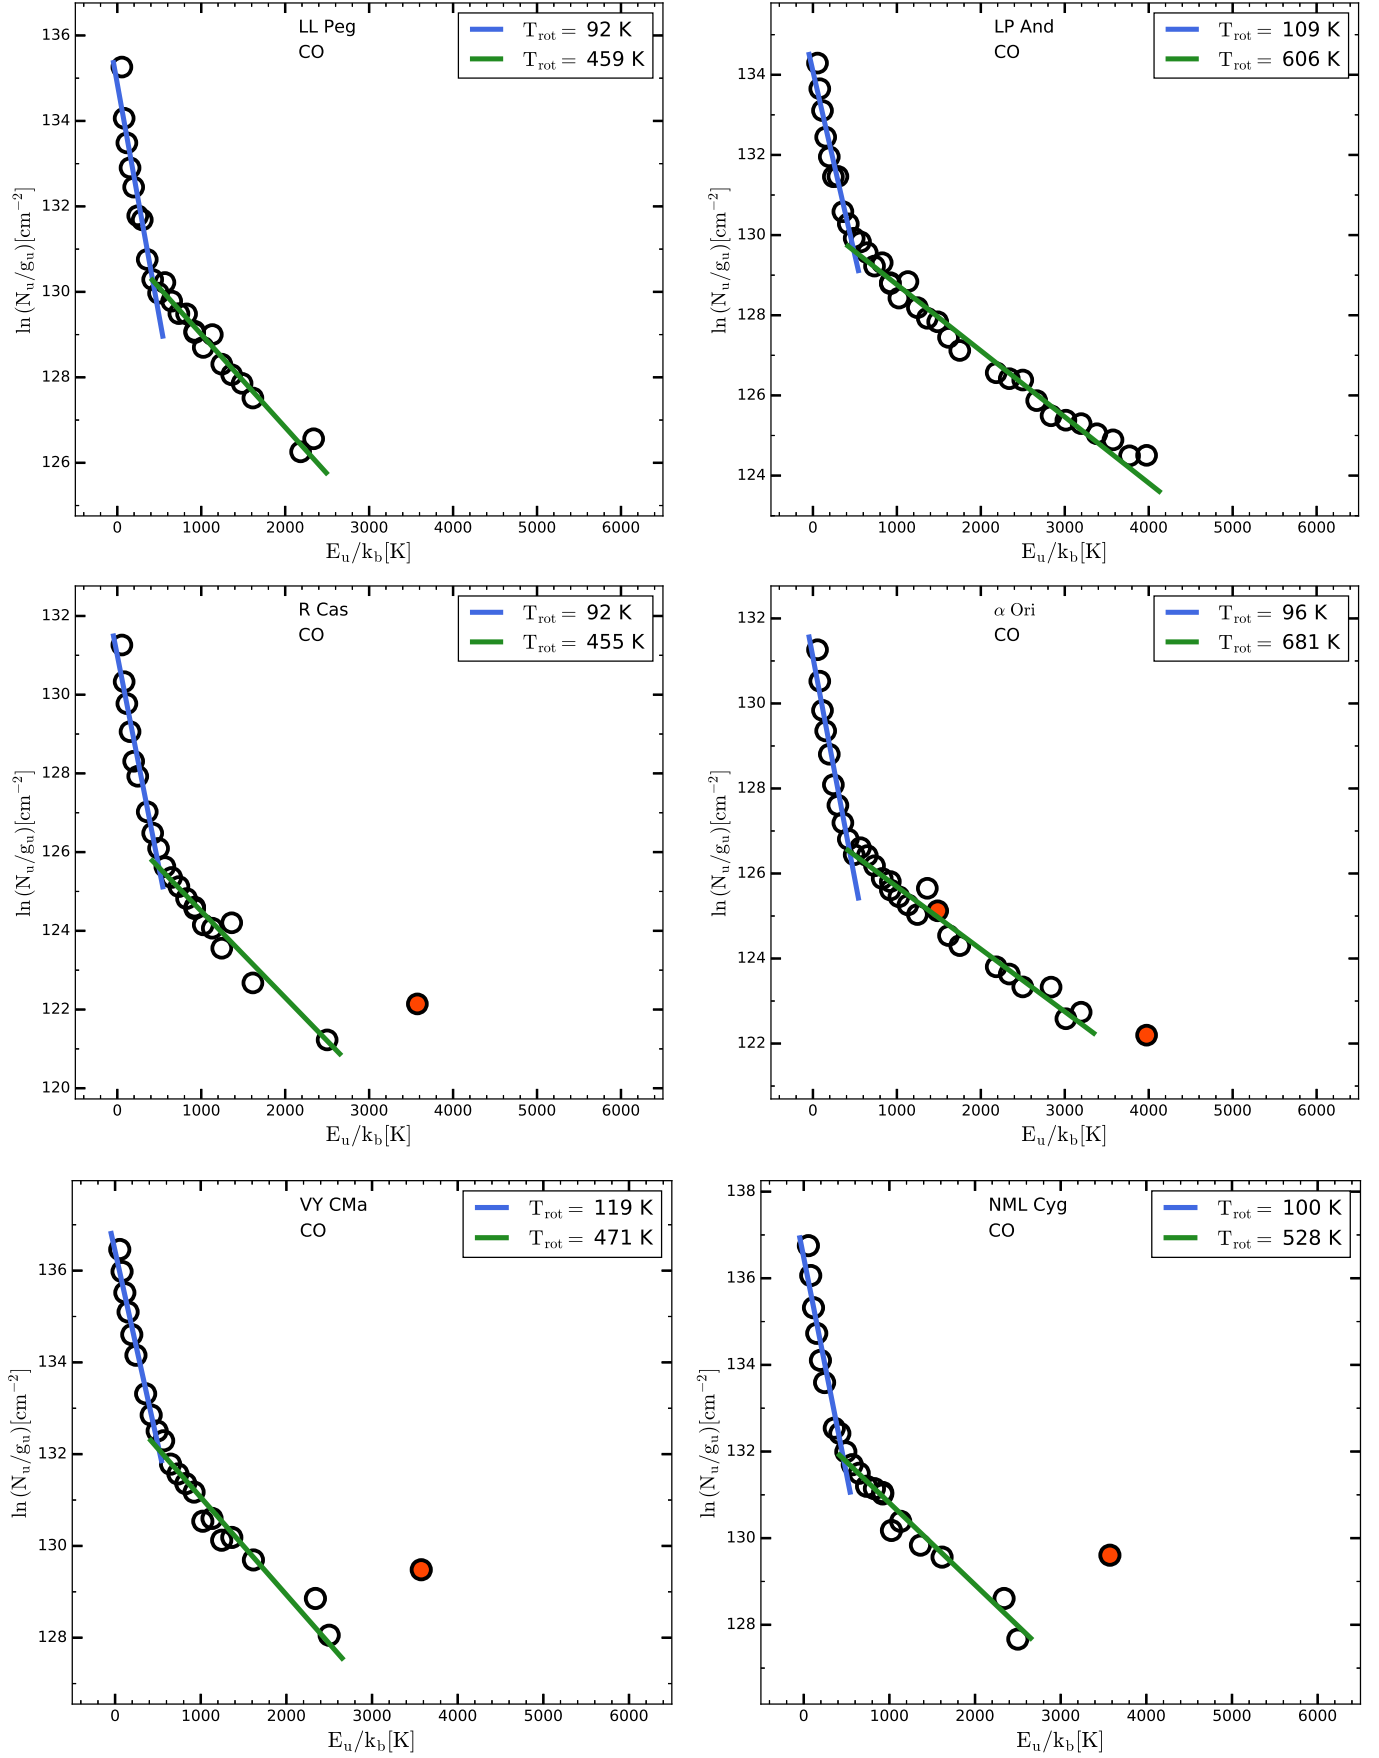 LL Peg
CO
T_rot = 92 K
T_rot = 459 K
136
134
132
130
128
126
ln (N_u/g_u)[cm^−2]
0 1000 2000 3000 4000 5000 6000
E_u/k_b[K]
LP And
CO
T_rot = 109 K
T_rot = 606 K
134
132
130
128
126
124
ln (N_u/g_u)[cm^−2]
0 1000 2000 3000 4000 5000 6000
E_u/k_b[K]
R Cas
CO
T_rot = 92 K
T_rot = 455 K
132
130
128
126
124
122
120
ln (N_u/g_u)[cm^−2]
0 1000 2000 3000 4000 5000 6000
E_u/k_b[K]
α Ori
CO
T_rot = 96 K
T_rot = 681 K
132
130
128
126
124
122
ln (N_u/g_u)[cm^−2]
0 1000 2000 3000 4000 5000 6000
E_u/k_b[K]
VY CMa
CO
T_rot = 119 K
T_rot = 471 K
136
134
132
130
128
ln (N_u/g_u)[cm^−2]
0 1000 2000 3000 4000 5000 6000
E_u/k_b[K]
NML Cyg
CO
T_rot = 100 K
T_rot = 528 K
138
136
134
132
130
128
ln (N_u/g_u)[cm^−2]
0 1000 2000 3000 4000 5000 6000
E_u/k_b[K]